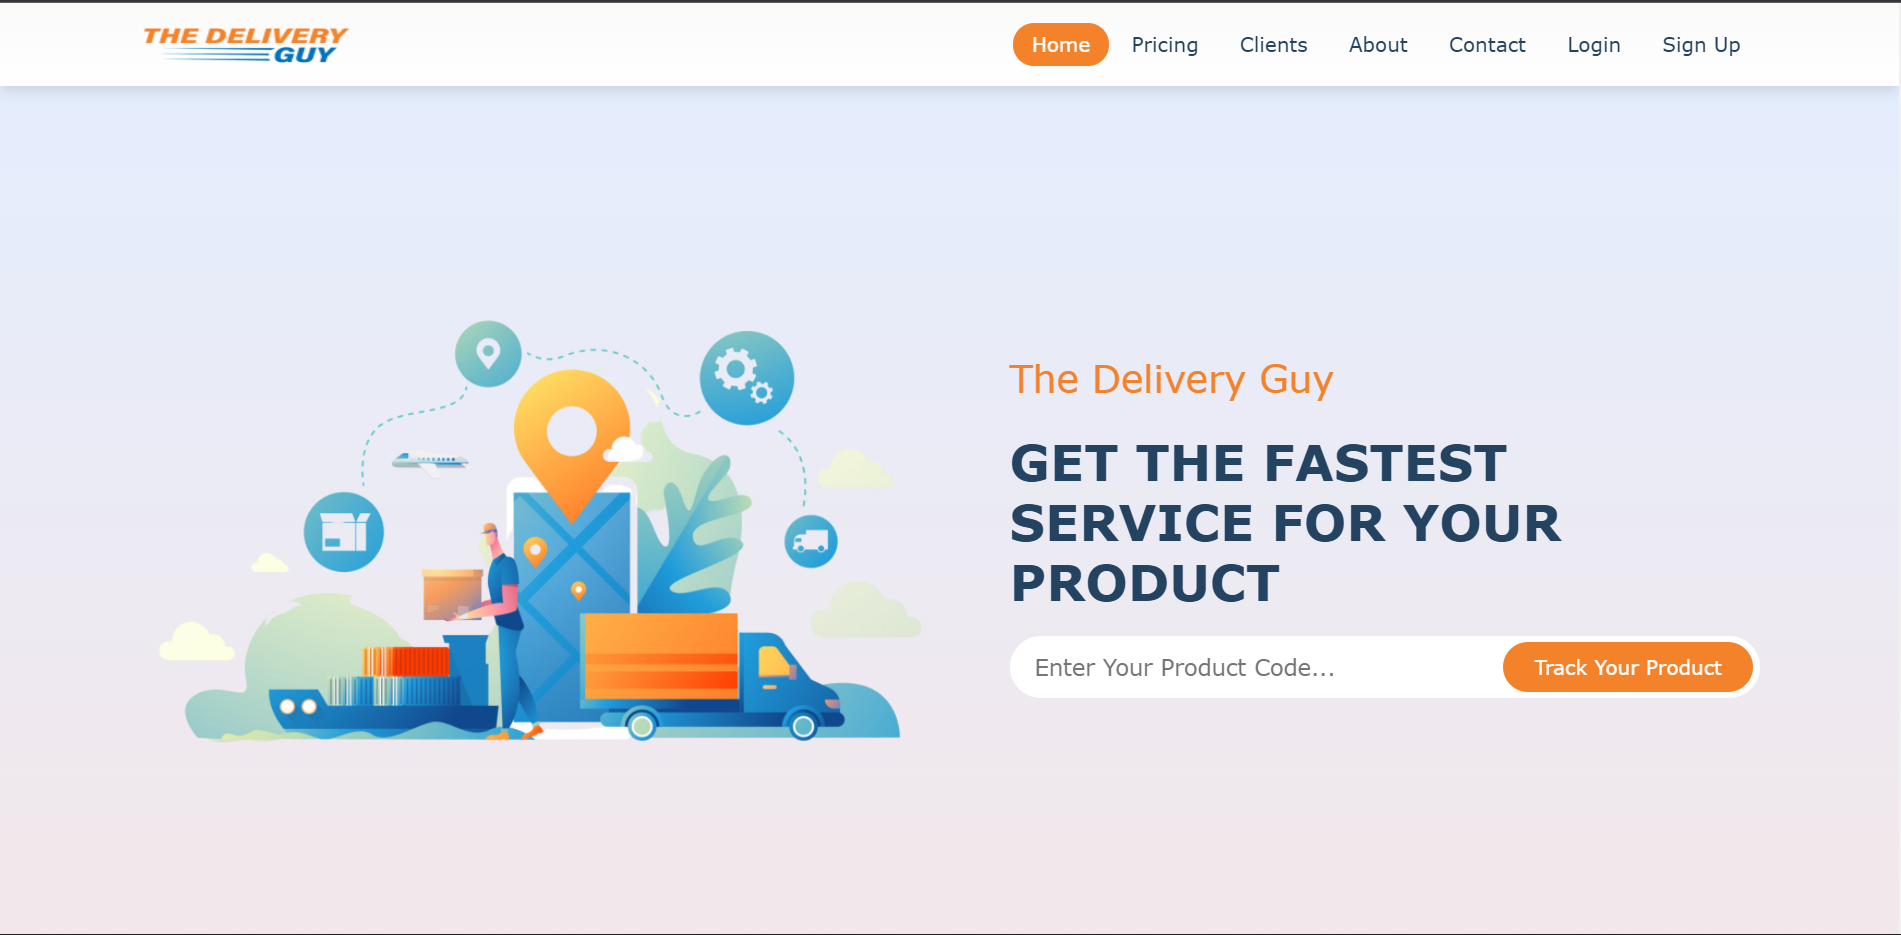 THE DELIVERY
GUY
Home Pricing Clients About Contact Login Sign Up
The Delivery Guy
GET THE FASTEST
SERVICE FOR YOUR
PRODUCT
Enter Your Product Code... Track Your Product